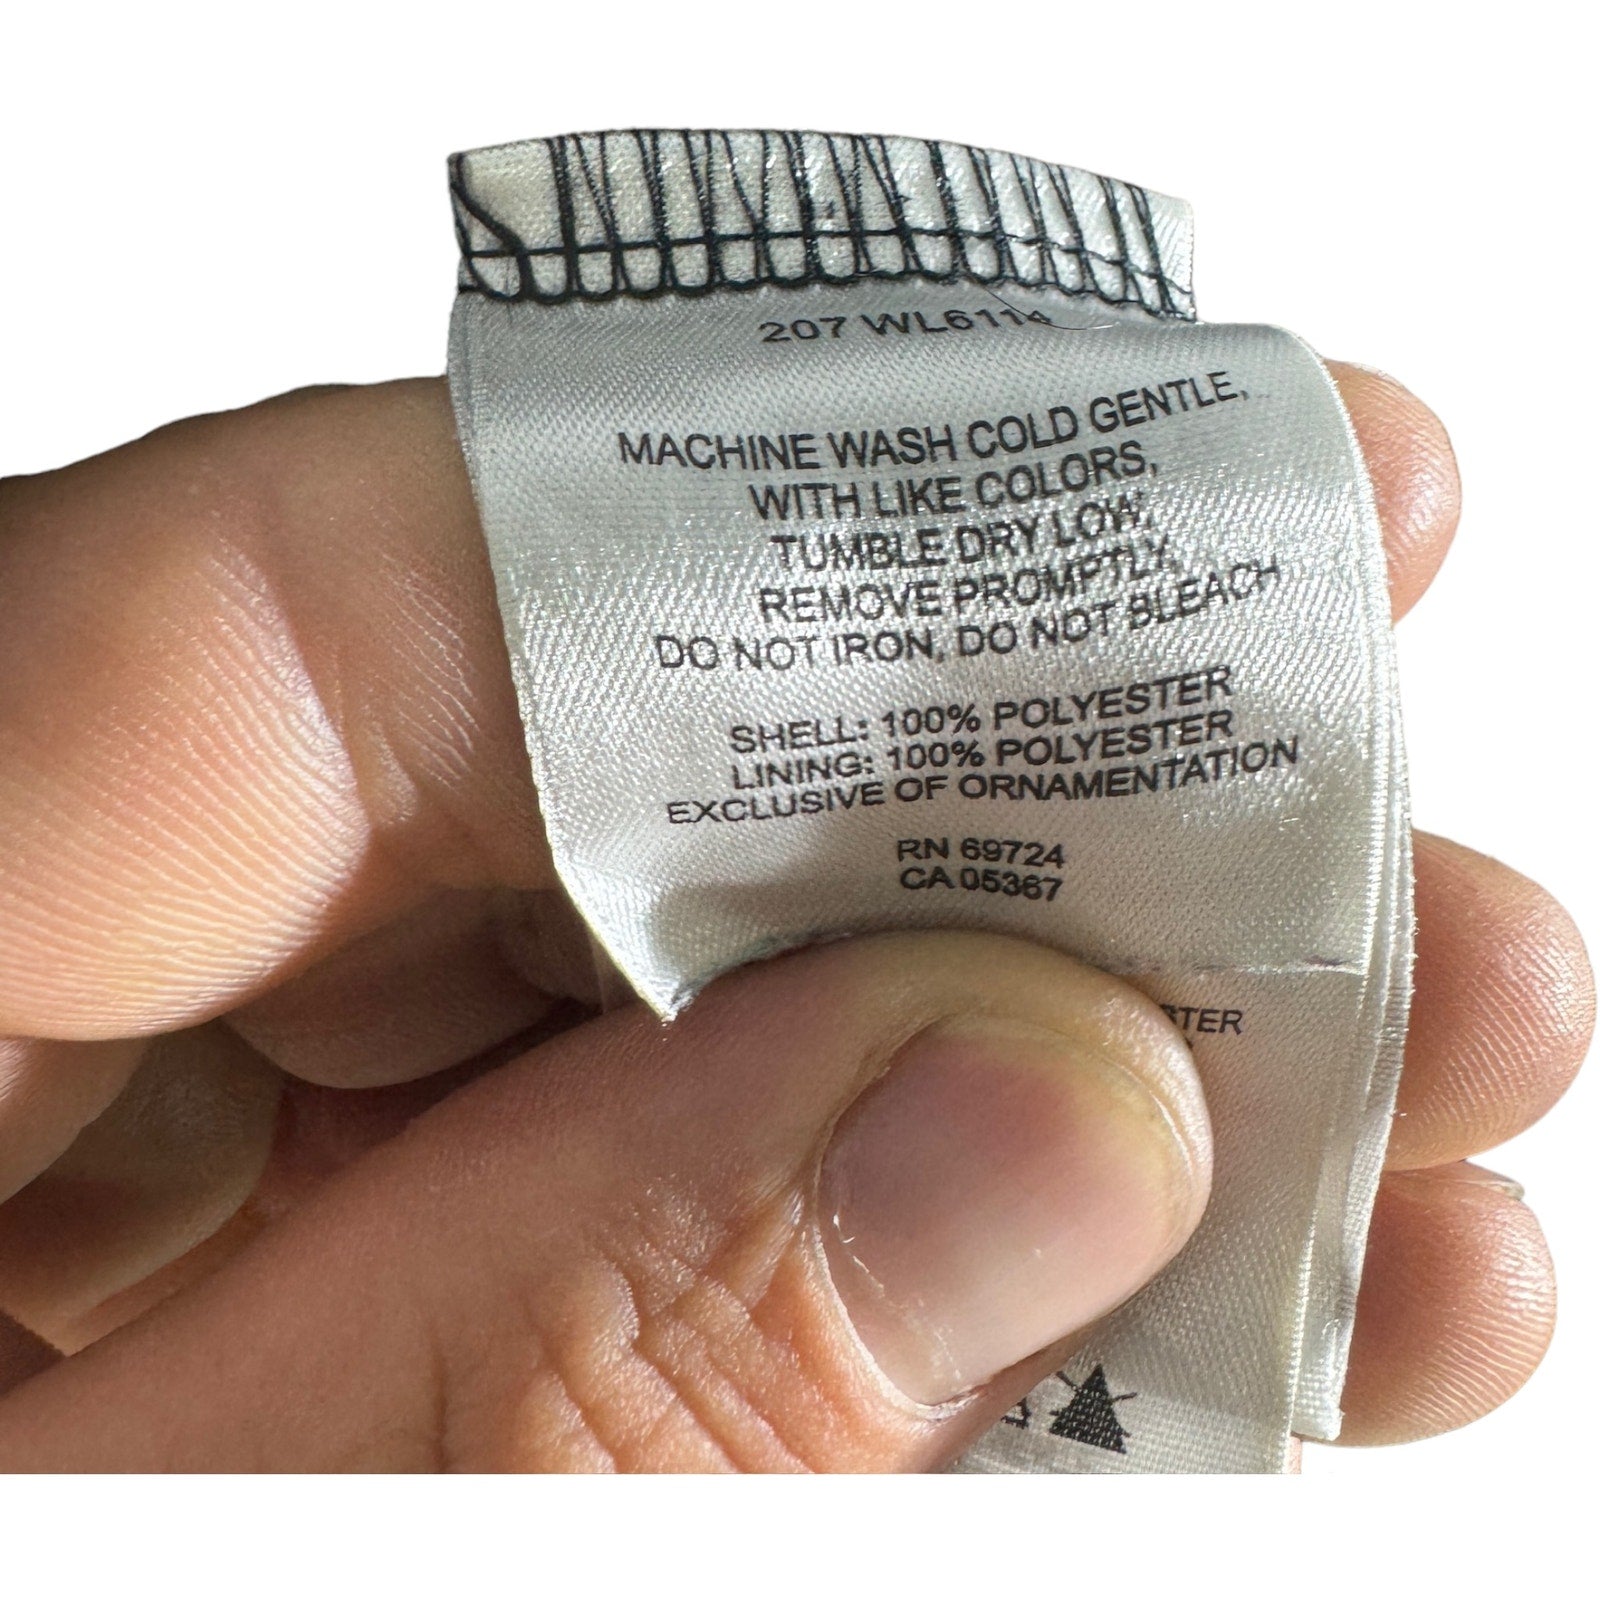 207 WL6114
MACHINE WASH COLD GENTLE,
WITH LIKE COLORS,
TUMBLE DRY LOW,
REMOVE PROMPTLY,
DO NOT IRON, DO NOT BLEACH
SHELL: 100% POLYESTER
LINING: 100% POLYESTER
EXCLUSIVE OF ORNAMENTATION
RN 69724
CA 05367